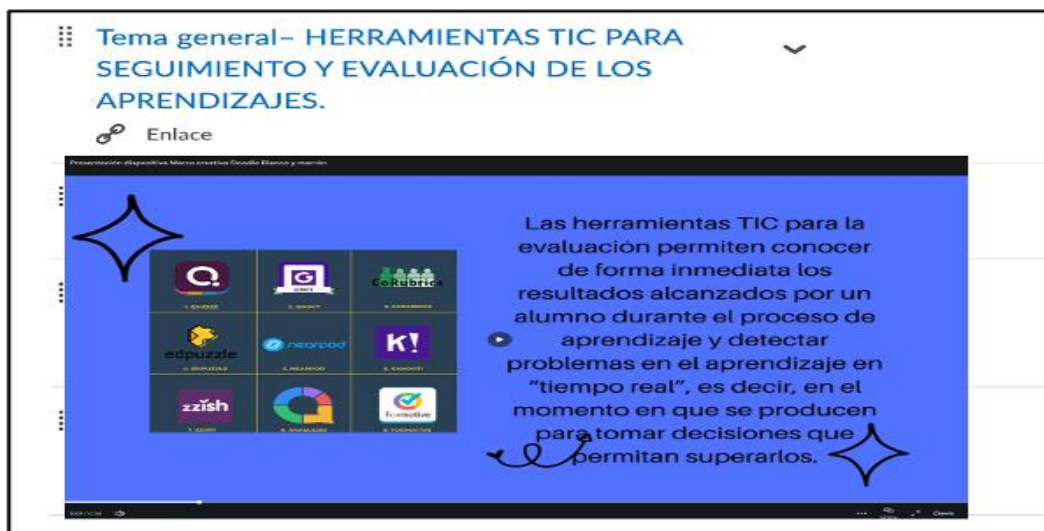 Tema general– HERRAMIENTAS TIC PARA
SEGUIMIENTO Y EVALUACIÓN DE LOS
APRENDIZAJES.
Enlace
Presentación diapositiva Marco creativo Doodle Blanco y marrón
Las herramientas TIC para la
evaluación permiten conocer
de forma inmediata los
resultados alcanzados por un
alumno durante el proceso de
aprendizaje y detectar
problemas en el aprendizaje en
"tiempo real", es decir, en el
momento en que se producen
para tomar decisiones que
permitan superarlos.
Q.
G
CoRubrics
edpuzzle
nearpod
K!
zzish
formative
Canva